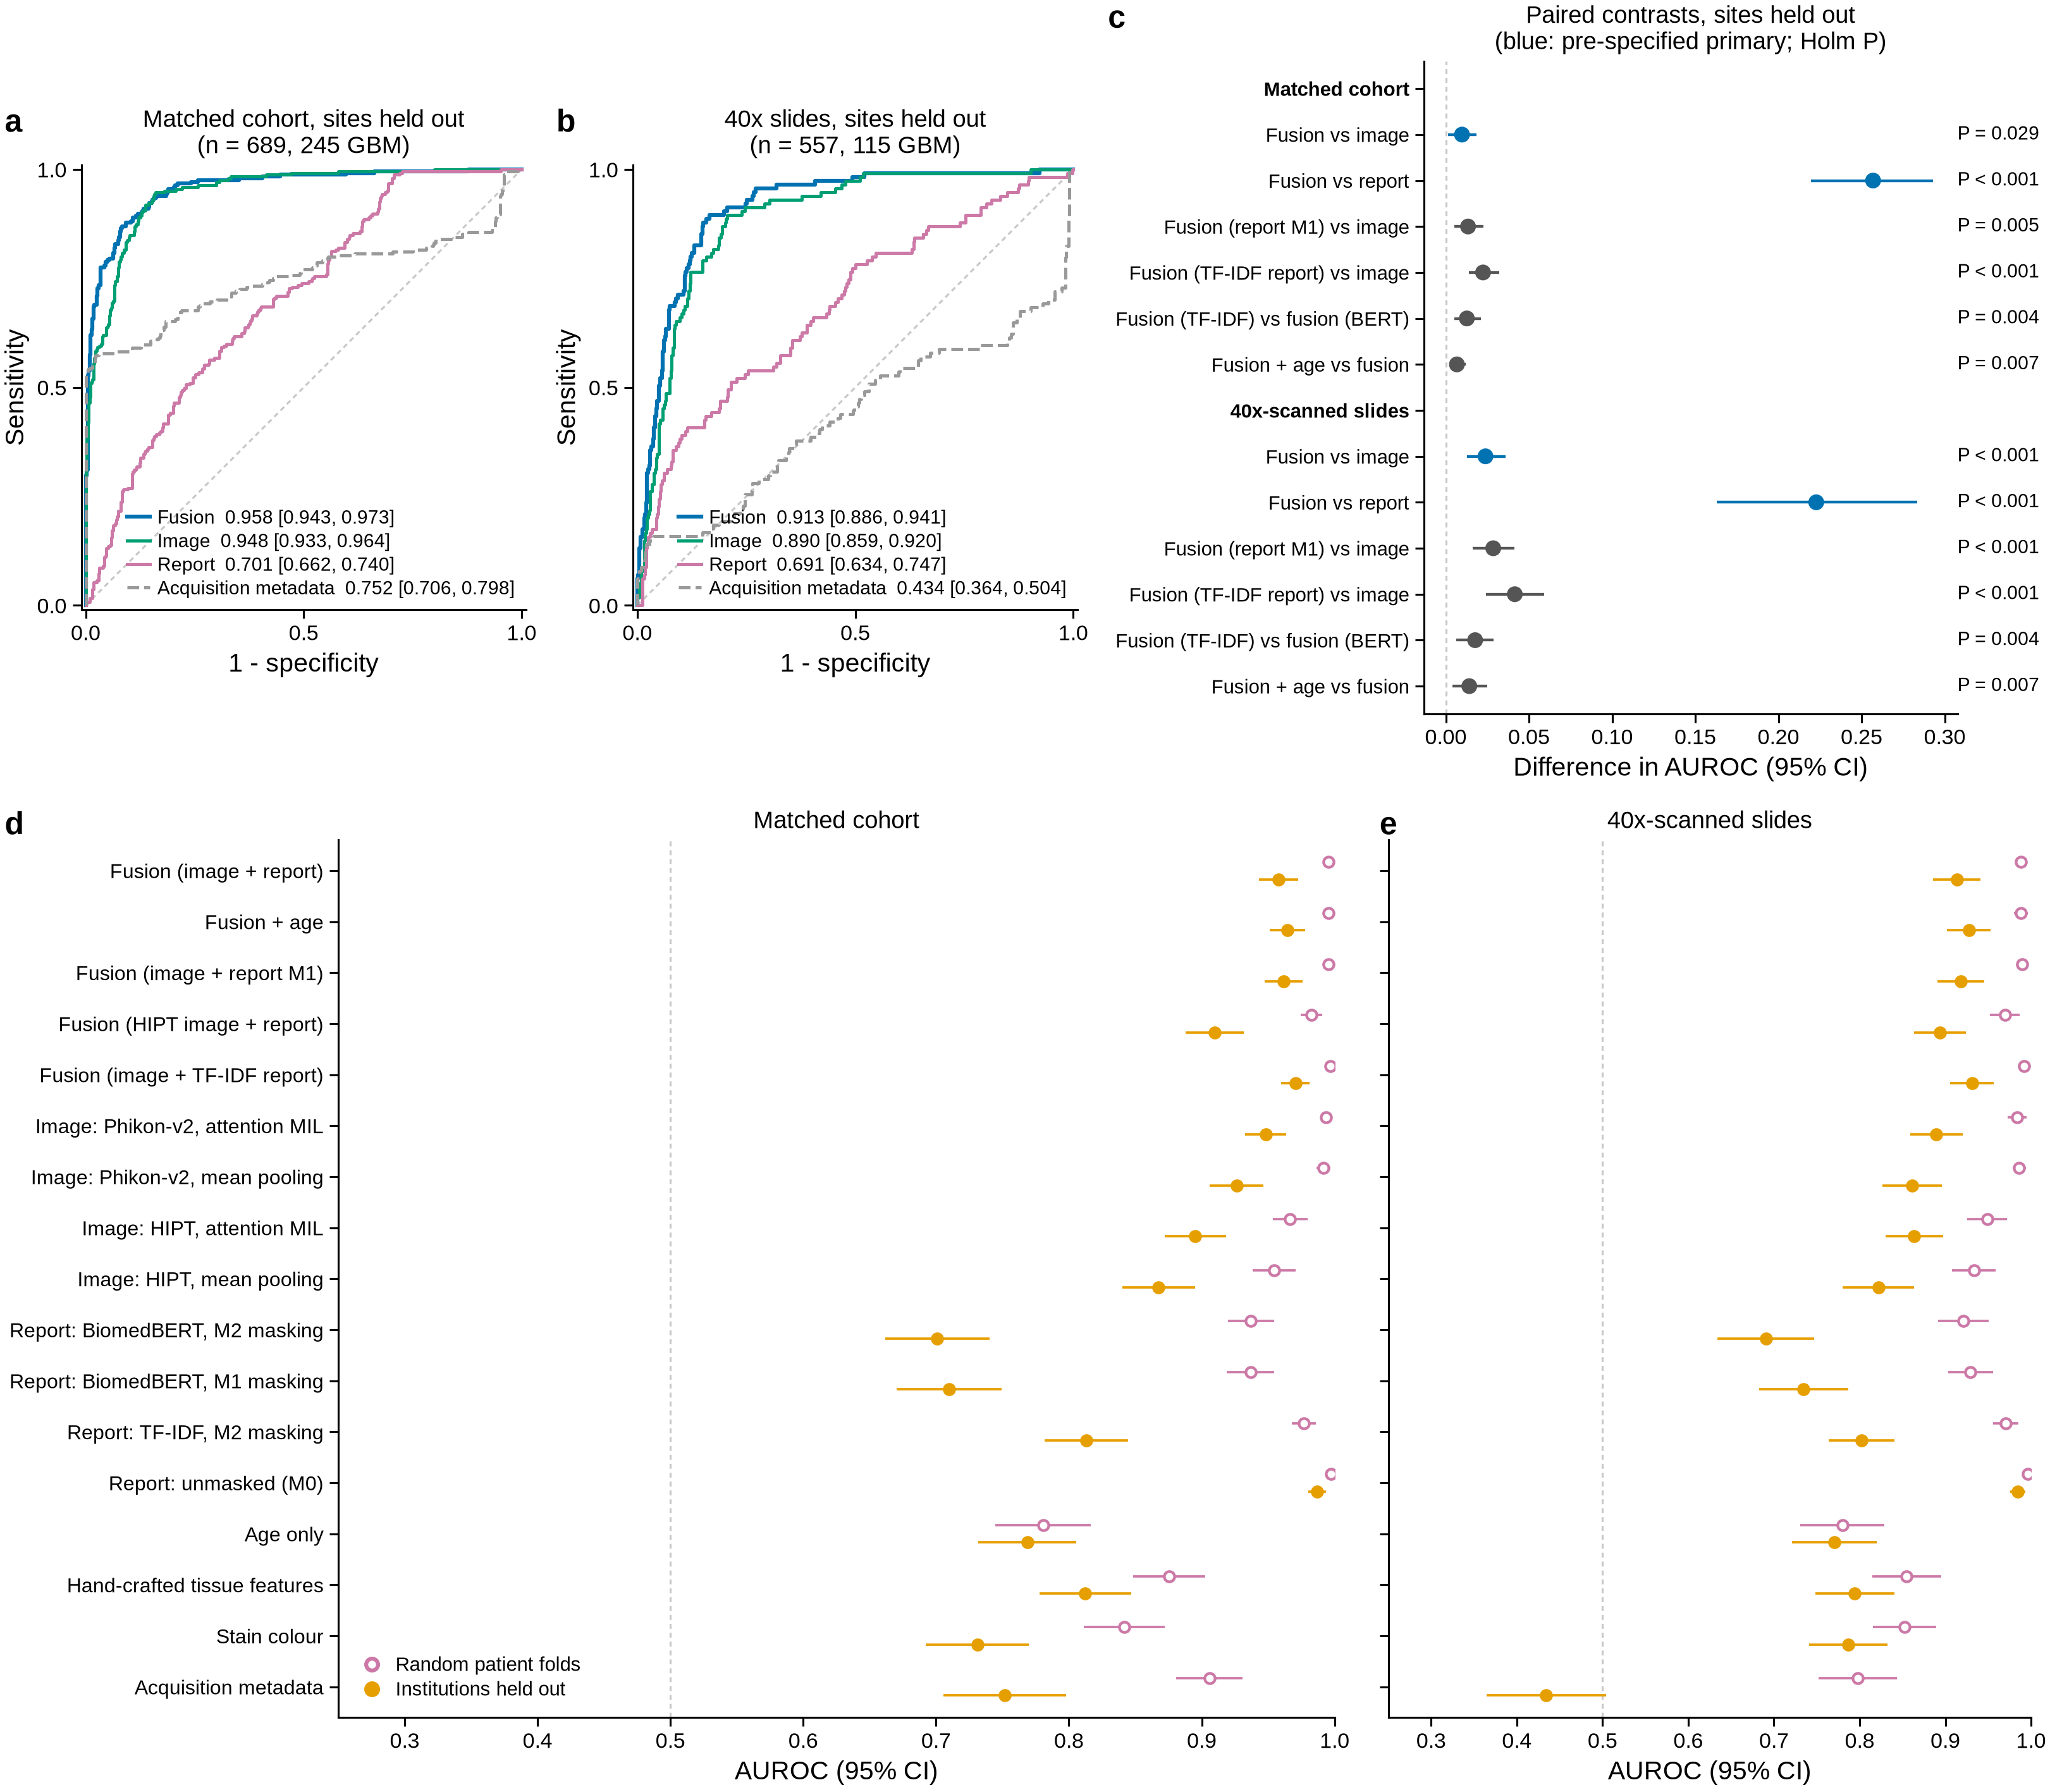 a
Matched cohort, sites held out
(n = 689, 245 GBM)
Sensitivity
1.0
0.5
0.0
Fusion 0.958 [0.943, 0.973]
Image 0.948 [0.933, 0.964]
Report 0.701 [0.662, 0.740]
Acquisition metadata 0.752 [0.706, 0.798]
0.0 0.5 1.0
1 - specificity
b
40x slides, sites held out
(n = 557, 115 GBM)
Sensitivity
1.0
0.5
0.0
Fusion 0.913 [0.886, 0.941]
Image 0.890 [0.859, 0.920]
Report 0.691 [0.634, 0.747]
Acquisition metadata 0.434 [0.364, 0.504]
0.0 0.5 1.0
1 - specificity
c
Paired contrasts, sites held out
(blue: pre-specified primary; Holm P)
Matched cohort
Fusion vs image P = 0.029
Fusion vs report P < 0.001
Fusion (report M1) vs image P = 0.005
Fusion (TF-IDF report) vs image P < 0.001
Fusion (TF-IDF) vs fusion (BERT) P = 0.004
Fusion + age vs fusion P = 0.007
40x-scanned slides
Fusion vs image P < 0.001
Fusion vs report P < 0.001
Fusion (report M1) vs image P < 0.001
Fusion (TF-IDF report) vs image P < 0.001
Fusion (TF-IDF) vs fusion (BERT) P = 0.004
Fusion + age vs fusion P = 0.007
0.00 0.05 0.10 0.15 0.20 0.25 0.30
Difference in AUROC (95% CI)
d
Matched cohort
Fusion (image + report)
Fusion + age
Fusion (image + report M1)
Fusion (HIPT image + report)
Fusion (image + TF-IDF report)
Image: Phikon-v2, attention MIL
Image: Phikon-v2, mean pooling
Image: HIPT, attention MIL
Image: HIPT, mean pooling
Report: BiomedBERT, M2 masking
Report: BiomedBERT, M1 masking
Report: TF-IDF, M2 masking
Report: unmasked (M0)
Age only
Hand-crafted tissue features
Stain colour
Acquisition metadata
Random patient folds
Institutions held out
0.3 0.4 0.5 0.6 0.7 0.8 0.9 1.0
AUROC (95% CI)
e
40x-scanned slides
0.3 0.4 0.5 0.6 0.7 0.8 0.9 1.0
AUROC (95% CI)